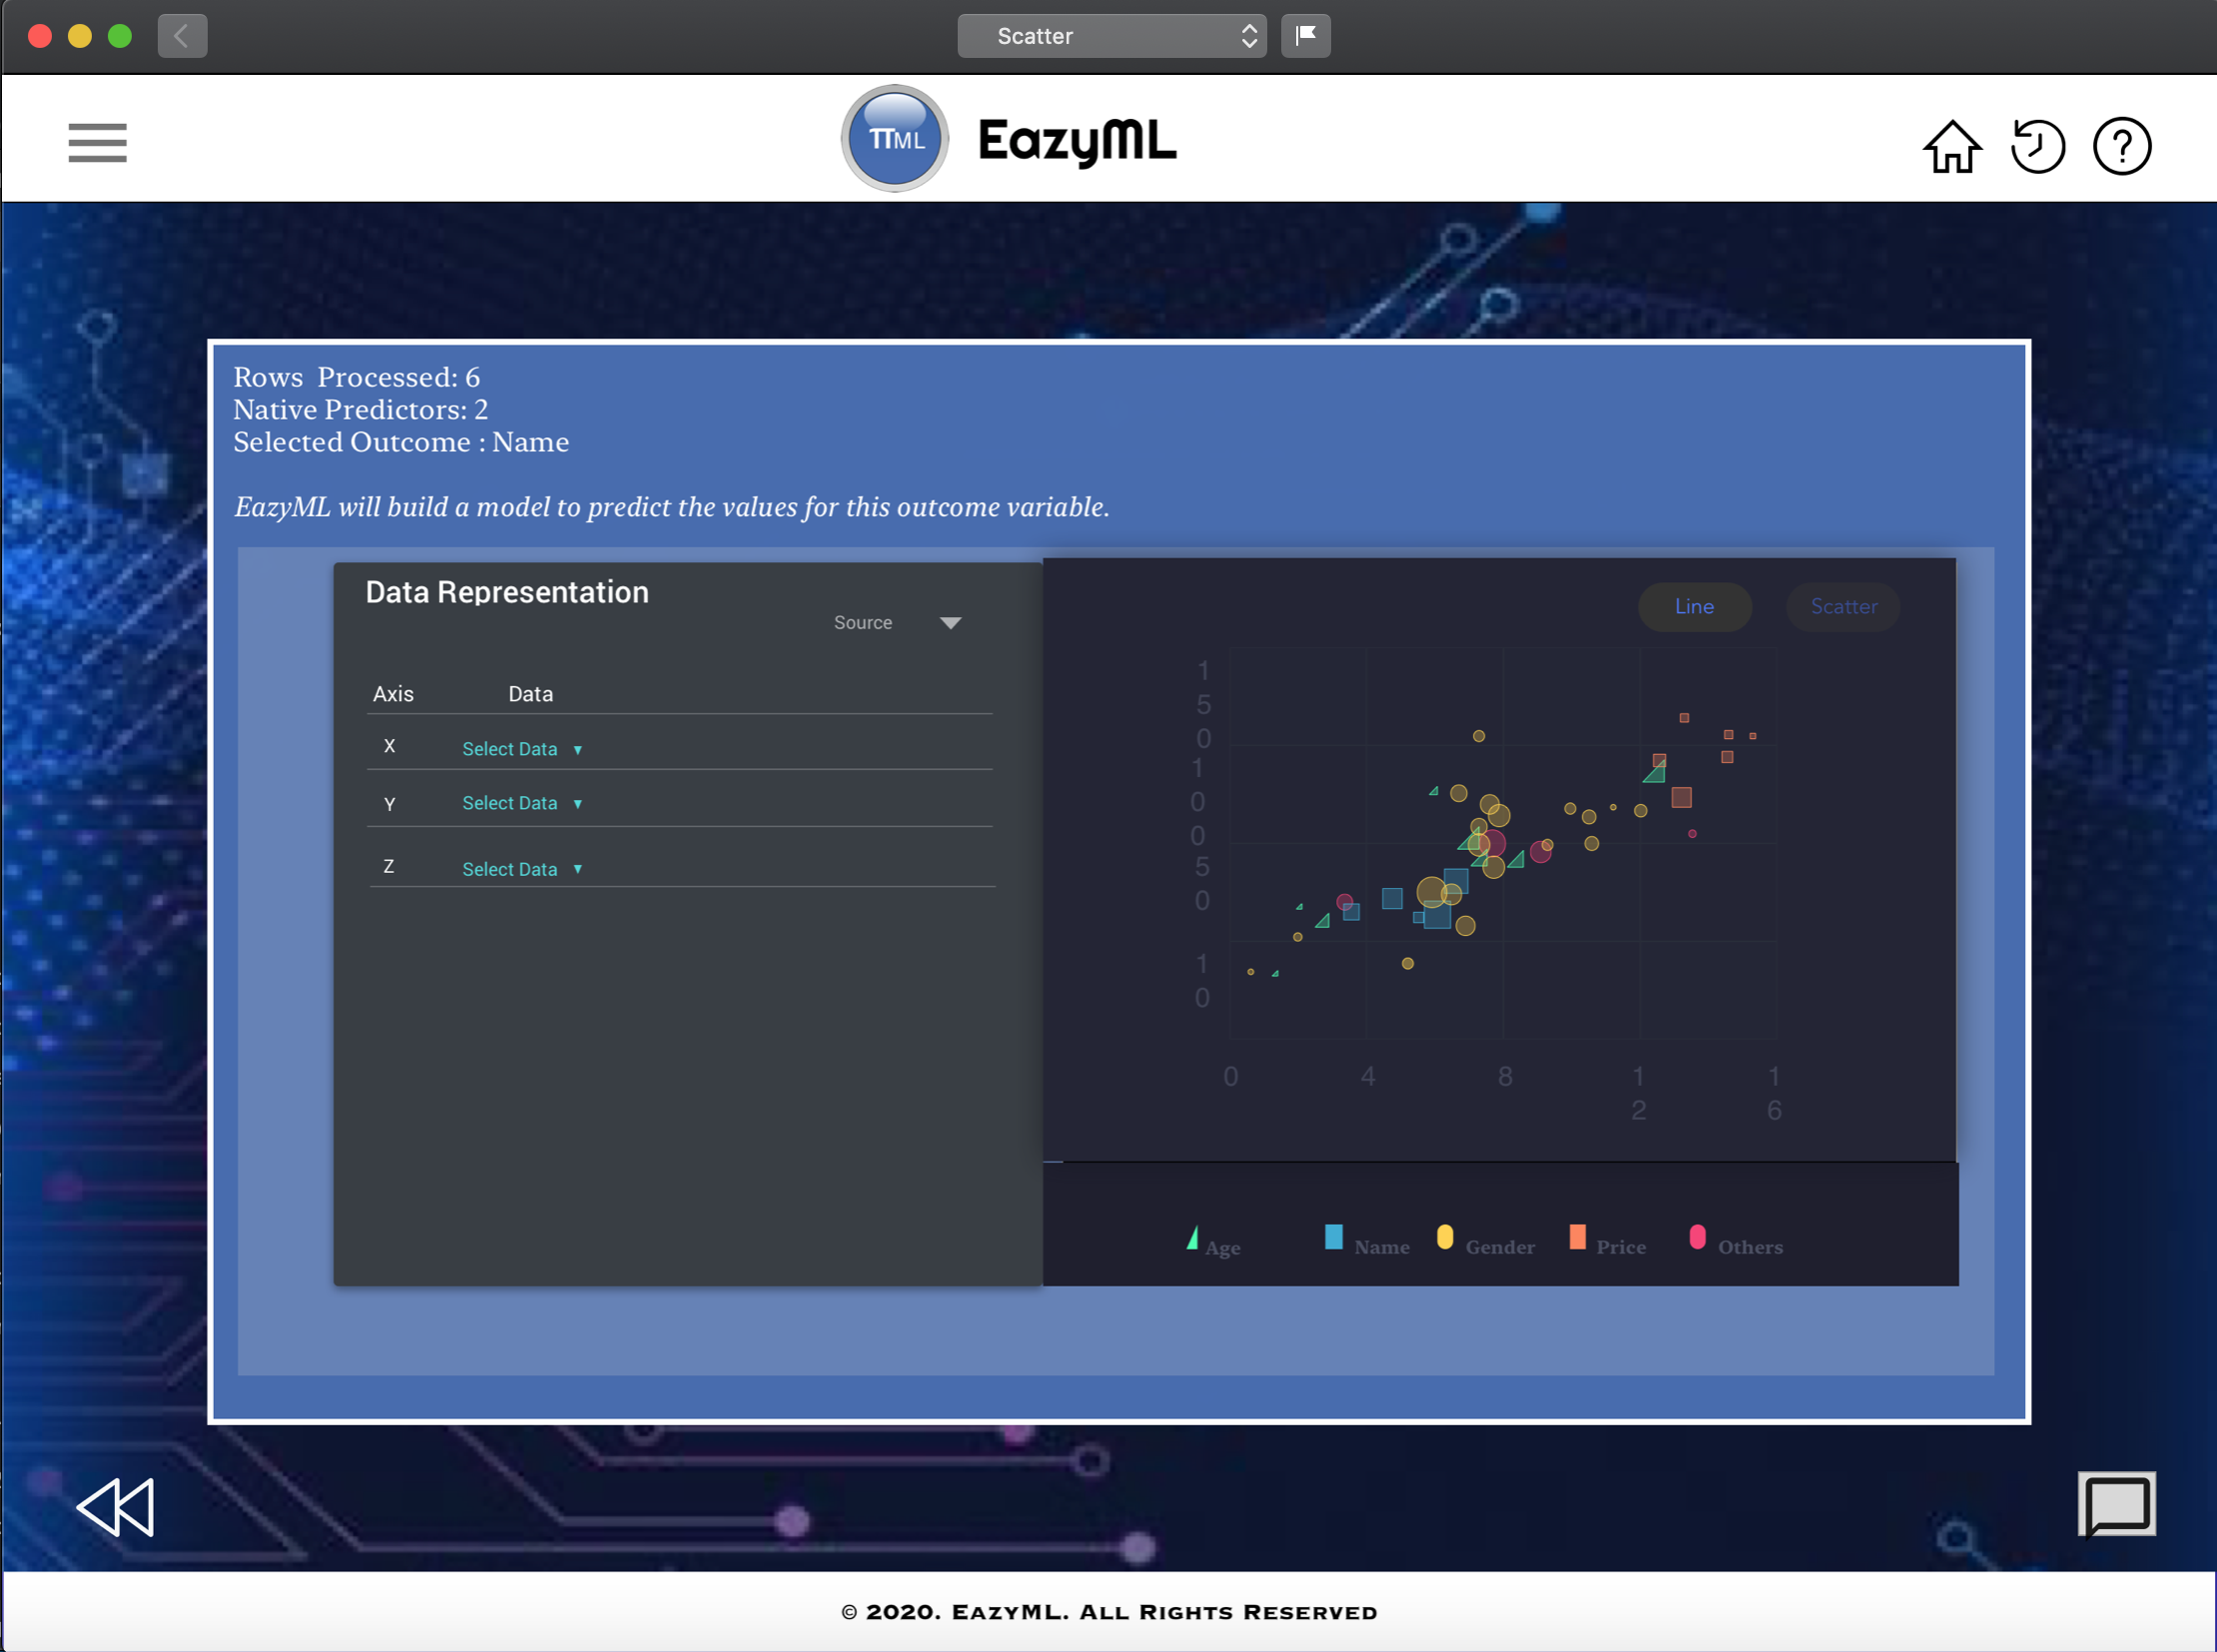 Scatter
πML EazyML
Rows Processed: 6
Native Predictors: 2
Selected Outcome : Name
EazyML will build a model to predict the values for this outcome variable.
Data Representation
Source
Axis Data
X Select Data
Y Select Data
Z Select Data
Line Scatter
150
100
50
10
0 4 8 12 16
Age Name Gender Price Others
© 2020. EazyML. All Rights Reserved